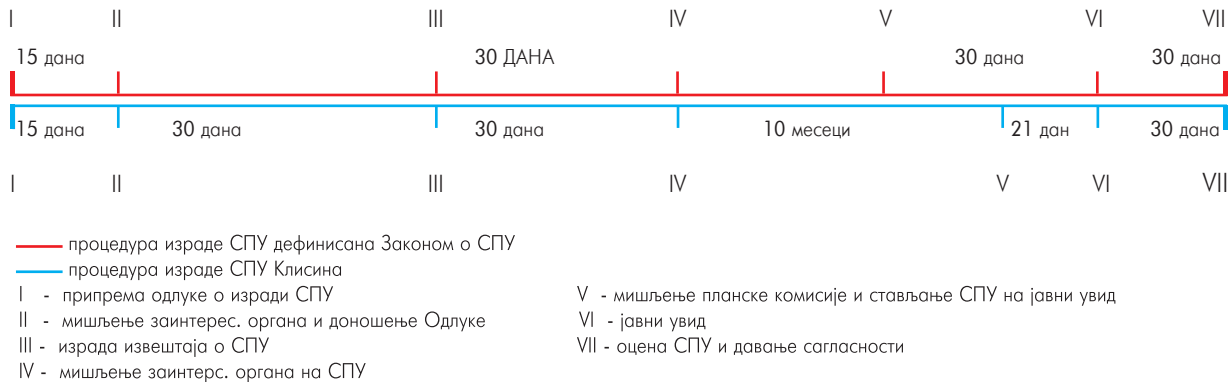 I II III IV V VI VII
15 дана 30 ДАНА 30 дана 30 дана
15 дана 30 дана 30 дана 10 месеци 21 дан 30 дана
I II III IV V VI VII
процедура израде СПУ дефинисана Законом о СПУ
процедура израде СПУ Клисина
I - припрема одлуке о изради СПУ
II - мишљење заинтерес. органа и доношење Одлуке
III - израда извештаја о СПУ
IV - мишљење заинтерс. органа на СПУ
V - мишљење планске комисије и стављање СПУ на јавни увид
VI - јавни увид
VII - оцена СПУ и давање сагласности